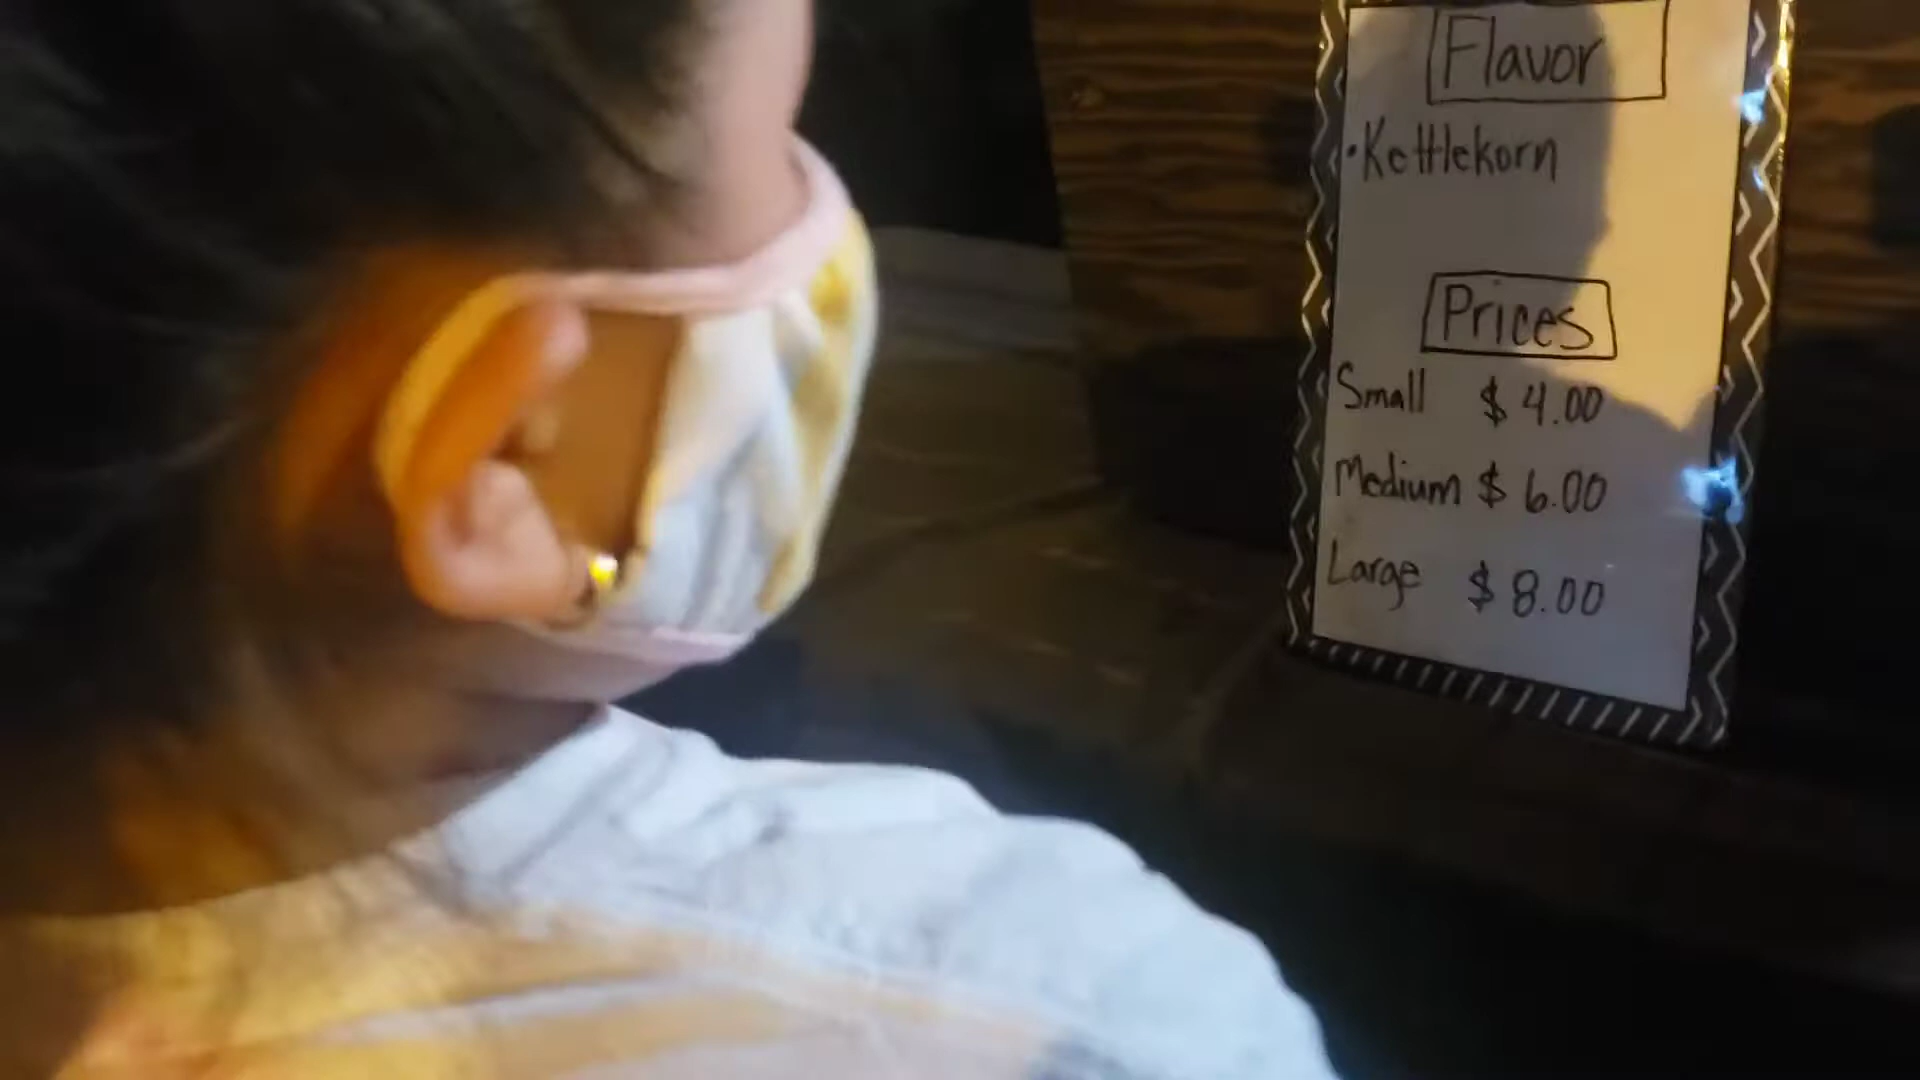 Flavor
•Kettlekorn
Prices
Small $4.00
Medium $6.00
Large $8.00